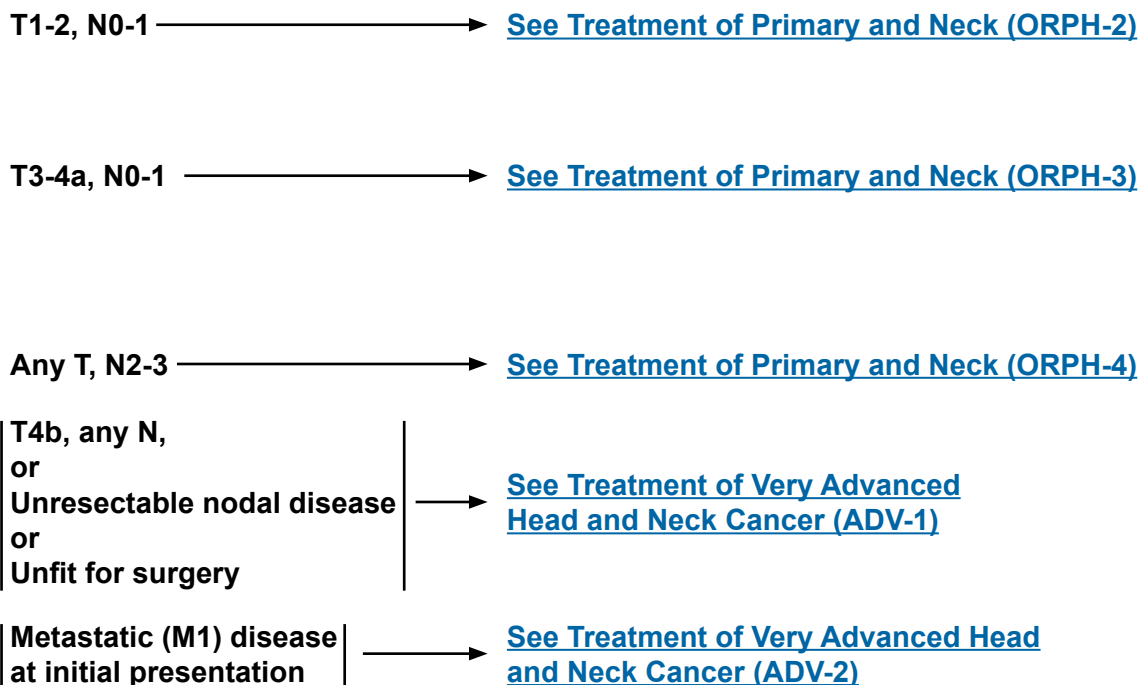 T1-2, N0-1
See Treatment of Primary and Neck (ORPH-2)
T3-4a, N0-1
See Treatment of Primary and Neck (ORPH-3)
Any T, N2-3
See Treatment of Primary and Neck (ORPH-4)
T4b, any N,
or
Unresectable nodal disease
or
Unfit for surgery
See Treatment of Very Advanced
Head and Neck Cancer (ADV-1)
Metastatic (M1) disease
at initial presentation
See Treatment of Very Advanced Head
and Neck Cancer (ADV-2)